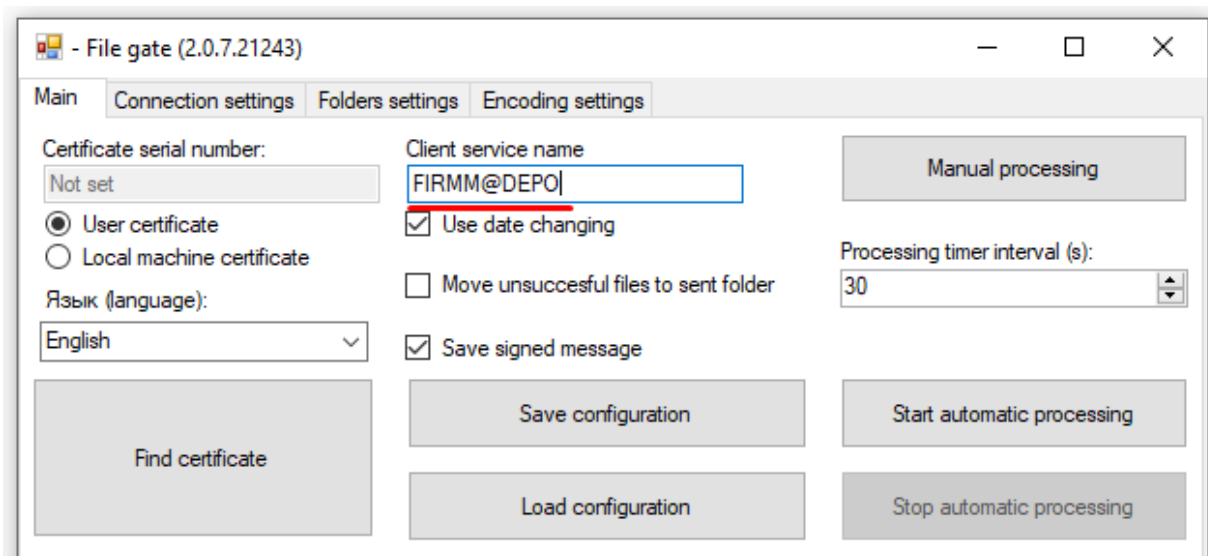 - File gate (2.0.7.21243)
Main Connection settings Folders settings Encoding settings
Certificate serial number:
Not set
User certificate
Local machine certificate
Язык (language):
English
Find certificate
Client service name
FIRMM@DEPO
Use date changing
Move unsuccesful files to sent folder
Save signed message
Save configuration
Load configuration
Manual processing
Processing timer interval (s):
30
Start automatic processing
Stop automatic processing